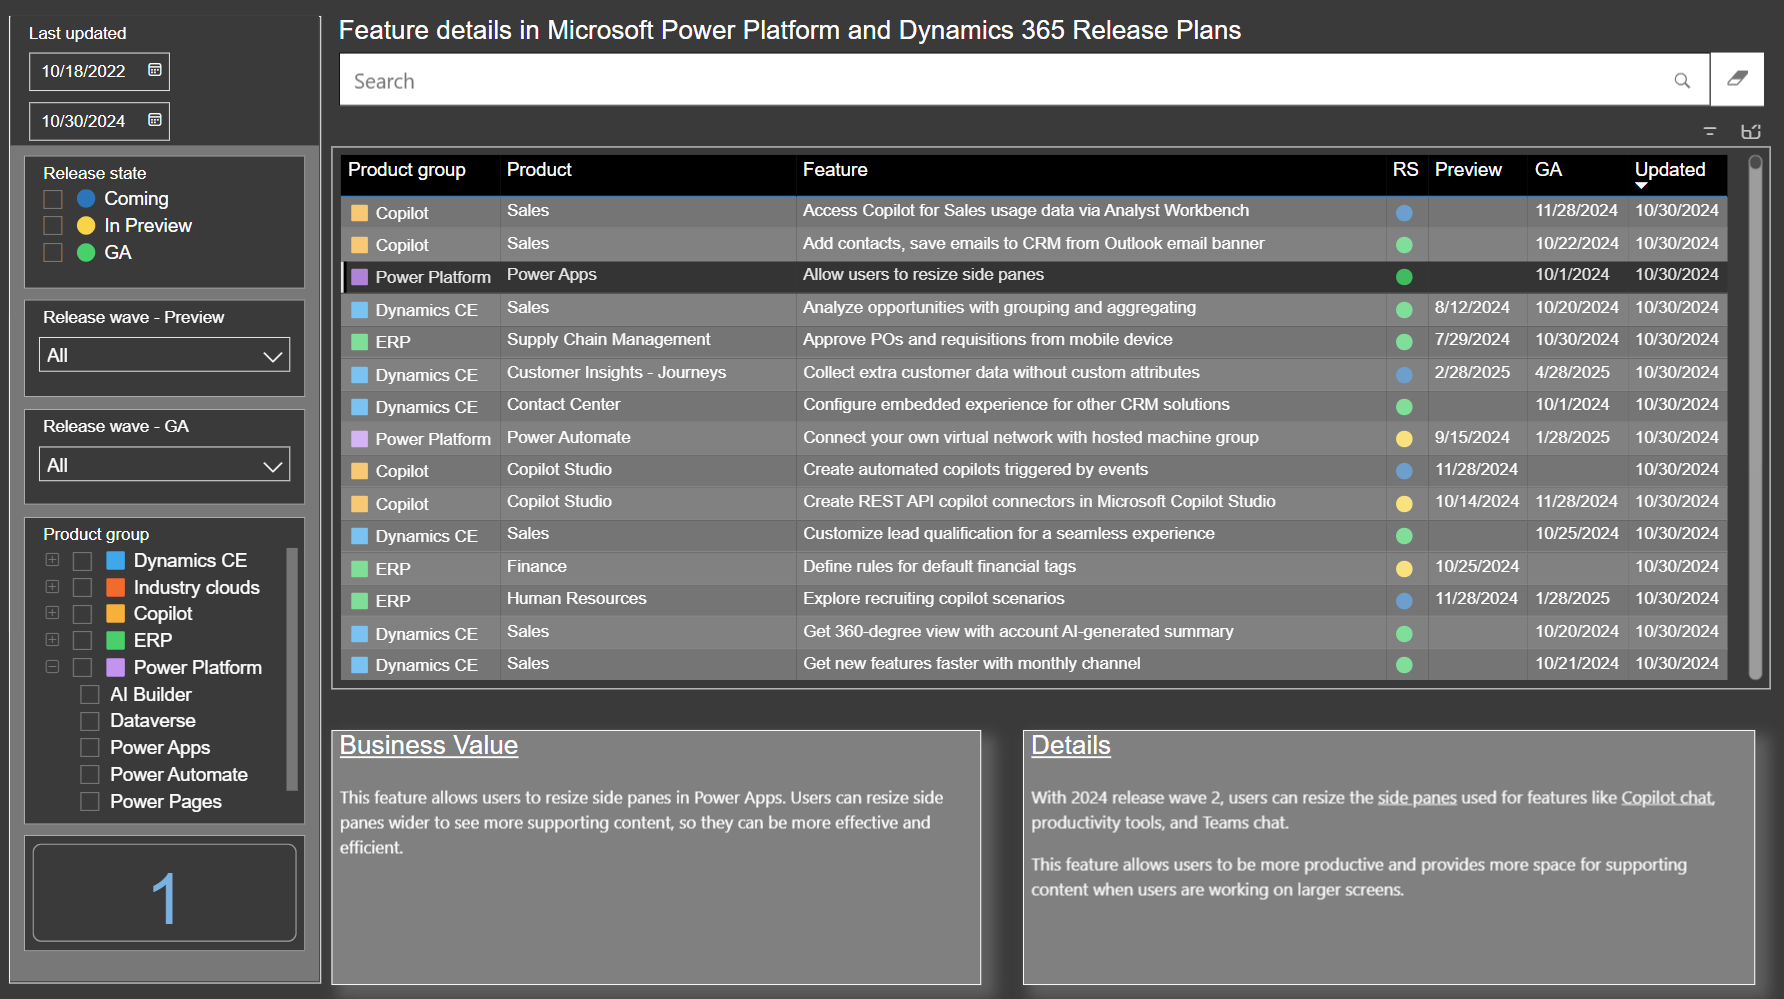 Last updated
10/18/2022
10/30/2024
Release state
Coming
In Preview
GA
Release wave - Preview
All
Release wave - GA
All
Product group
Dynamics CE
Industry clouds
Copilot
ERP
Power Platform
AI Builder
Dataverse
Power Apps
Power Automate
Power Pages
1
Feature details in Microsoft Power Platform and Dynamics 365 Release Plans
Search
Product group Product Feature RS Preview GA Updated
Copilot Sales Access Copilot for Sales usage data via Analyst Workbench 11/28/2024 10/30/2024
Copilot Sales Add contacts, save emails to CRM from Outlook email banner 10/22/2024 10/30/2024
Power Platform Power Apps Allow users to resize side panes 10/1/2024 10/30/2024
Dynamics CE Sales Analyze opportunities with grouping and aggregating 8/12/2024 10/20/2024 10/30/2024
ERP Supply Chain Management Approve POs and requisitions from mobile device 7/29/2024 10/30/2024 10/30/2024
Dynamics CE Customer Insights - Journeys Collect extra customer data without custom attributes 2/28/2025 4/28/2025 10/30/2024
Dynamics CE Contact Center Configure embedded experience for other CRM solutions 10/1/2024 10/30/2024
Power Platform Power Automate Connect your own virtual network with hosted machine group 9/15/2024 1/28/2025 10/30/2024
Copilot Copilot Studio Create automated copilots triggered by events 11/28/2024 10/30/2024
Copilot Copilot Studio Create REST API copilot connectors in Microsoft Copilot Studio 10/14/2024 11/28/2024 10/30/2024
Dynamics CE Sales Customize lead qualification for a seamless experience 10/25/2024 10/30/2024
ERP Finance Define rules for default financial tags 10/25/2024 10/30/2024
ERP Human Resources Explore recruiting copilot scenarios 11/28/2024 1/28/2025 10/30/2024
Dynamics CE Sales Get 360-degree view with account AI-generated summary 10/20/2024 10/30/2024
Dynamics CE Sales Get new features faster with monthly channel 10/21/2024 10/30/2024
Business Value
This feature allows users to resize side panes in Power Apps. Users can resize side
panes wider to see more supporting content, so they can be more effective and
efficient.
Details
With 2024 release wave 2, users can resize the side panes used for features like Copilot chat,
productivity tools, and Teams chat.
This feature allows users to be more productive and provides more space for supporting
content when users are working on larger screens.